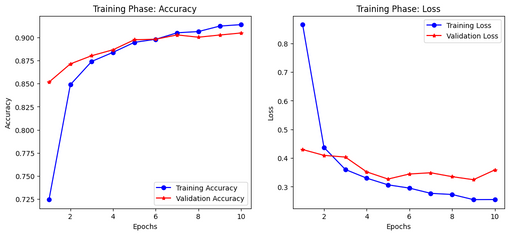 Training Phase: Accuracy
0.900
0.875
0.850
0.825
0.800
0.775
0.750
0.725
Accuracy
2
4
6
8
10
Epochs
Training Accuracy
Validation Accuracy
Training Phase: Loss
0.8
0.7
0.6
0.5
0.4
0.3
Loss
2
4
6
8
10
Epochs
Training Loss
Validation Loss